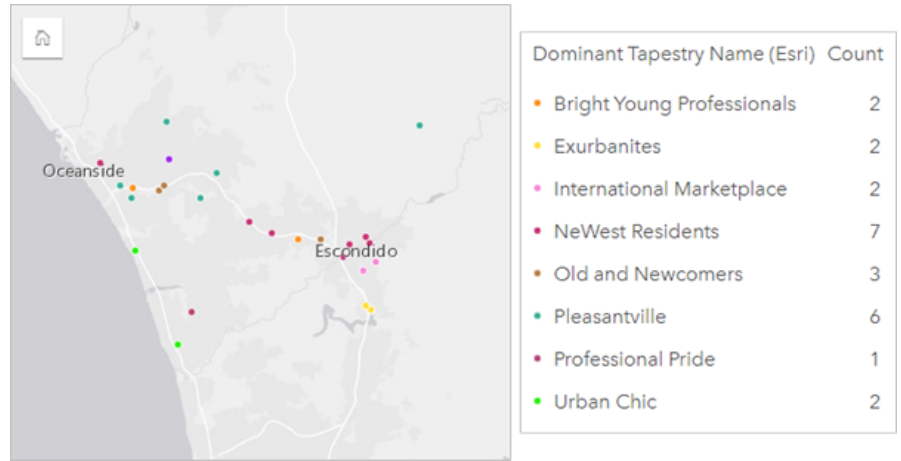 Oceanside
Escondido
Dominant Tapestry Name (Esri) Count
Bright Young Professionals 2
Exurbanites 2
International Marketplace 2
NeWest Residents 7
Old and Newcomers 3
Pleasantville 6
Professional Pride 1
Urban Chic 2